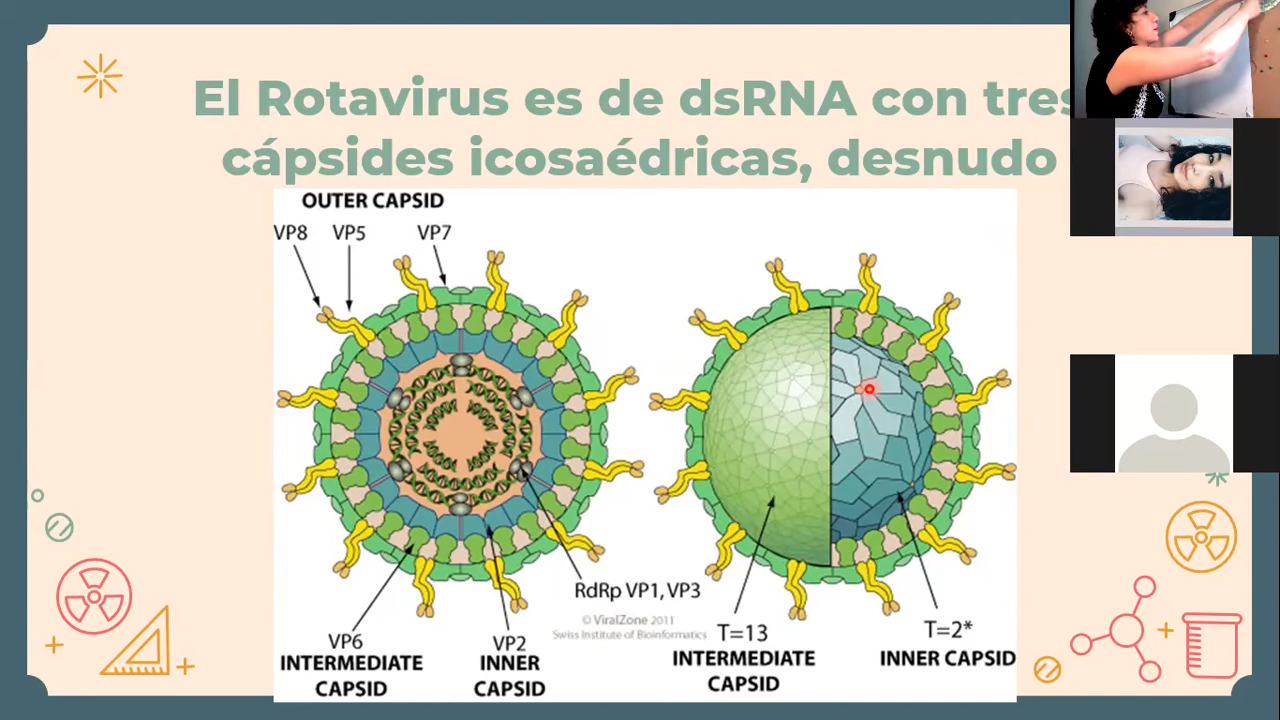 El Rotavirus es de dsRNA con tres
cápsides icosaédricas, desnudo
OUTER CAPSID
VP8 VP5 VP7
RdRp VP1, VP3
© ViralZone 2011
Swiss Institute of Bioinformatics
VP6
INTERMEDIATE
CAPSID
VP2
INNER
CAPSID
T=13
INTERMEDIATE
CAPSID
T=2*
INNER CAPSID